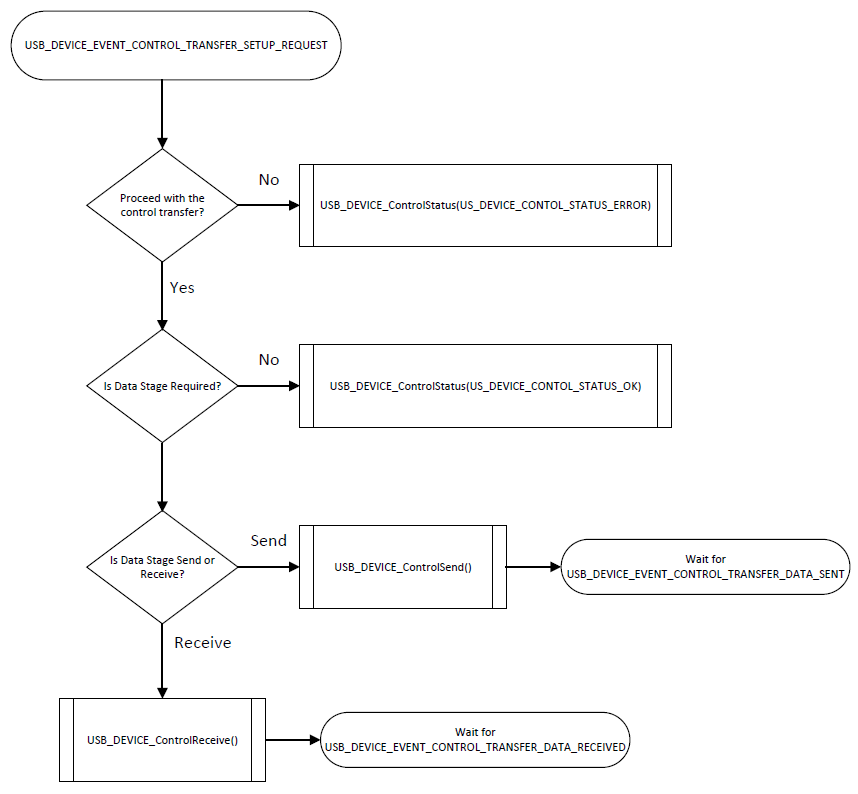 USB_DEVICE_EVENT_CONTROL_TRANSFER_SETUP_REQUEST
Proceed with the
control transfer?
No
USB_DEVICE_ControlStatus(US_DEVICE_CONTOL_STATUS_ERROR)
Yes
Is Data Stage Required?
No
USB_DEVICE_ControlStatus(US_DEVICE_CONTOL_STATUS_OK)
Is Data Stage Send or
Receive?
Send
USB_DEVICE_ControlSend()
Wait for
USB_DEVICE_EVENT_CONTROL_TRANSFER_DATA_SENT
Receive
USB_DEVICE_ControlReceive()
Wait for
USB_DEVICE_EVENT_CONTROL_TRANSFER_DATA_RECEIVED